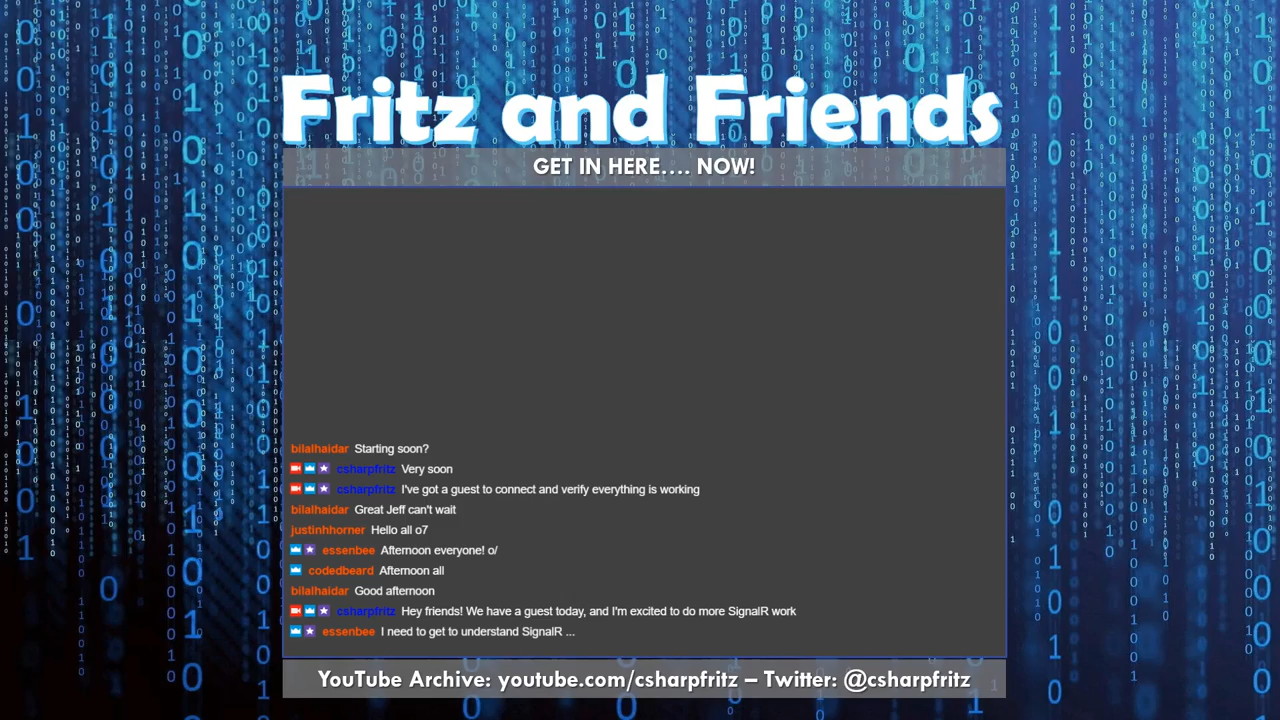 Fritz and Friends
GET IN HERE.... NOW!
bilalhaidar Starting soon?
csharpfritz Very soon
csharpfritz I've got a guest to connect and verify everything is working
bilalhaidar Great Jeff can't wait
justinhhorner Hello all o7
essenbee Afternoon everyone! o/
codedbeard Afternoon all
bilalhaidar Good afternoon
csharpfritz Hey friends! We have a guest today, and I'm excited to do more SignalR work
essenbee I need to get to understand SignalR ...
YouTube Archive: youtube.com/csharpfritz – Twitter: @csharpfritz